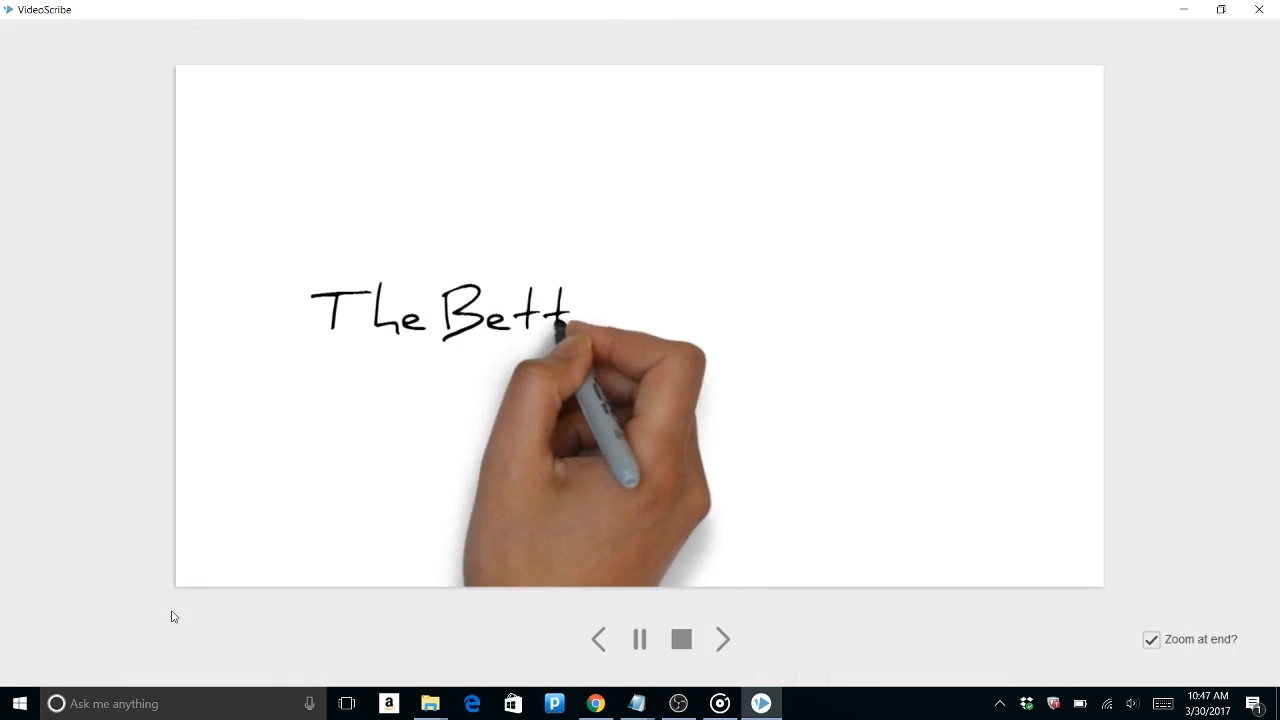 VideoScribe
The Bett
Zoom at end?
Ask me anything
10:47 AM
3/30/2017